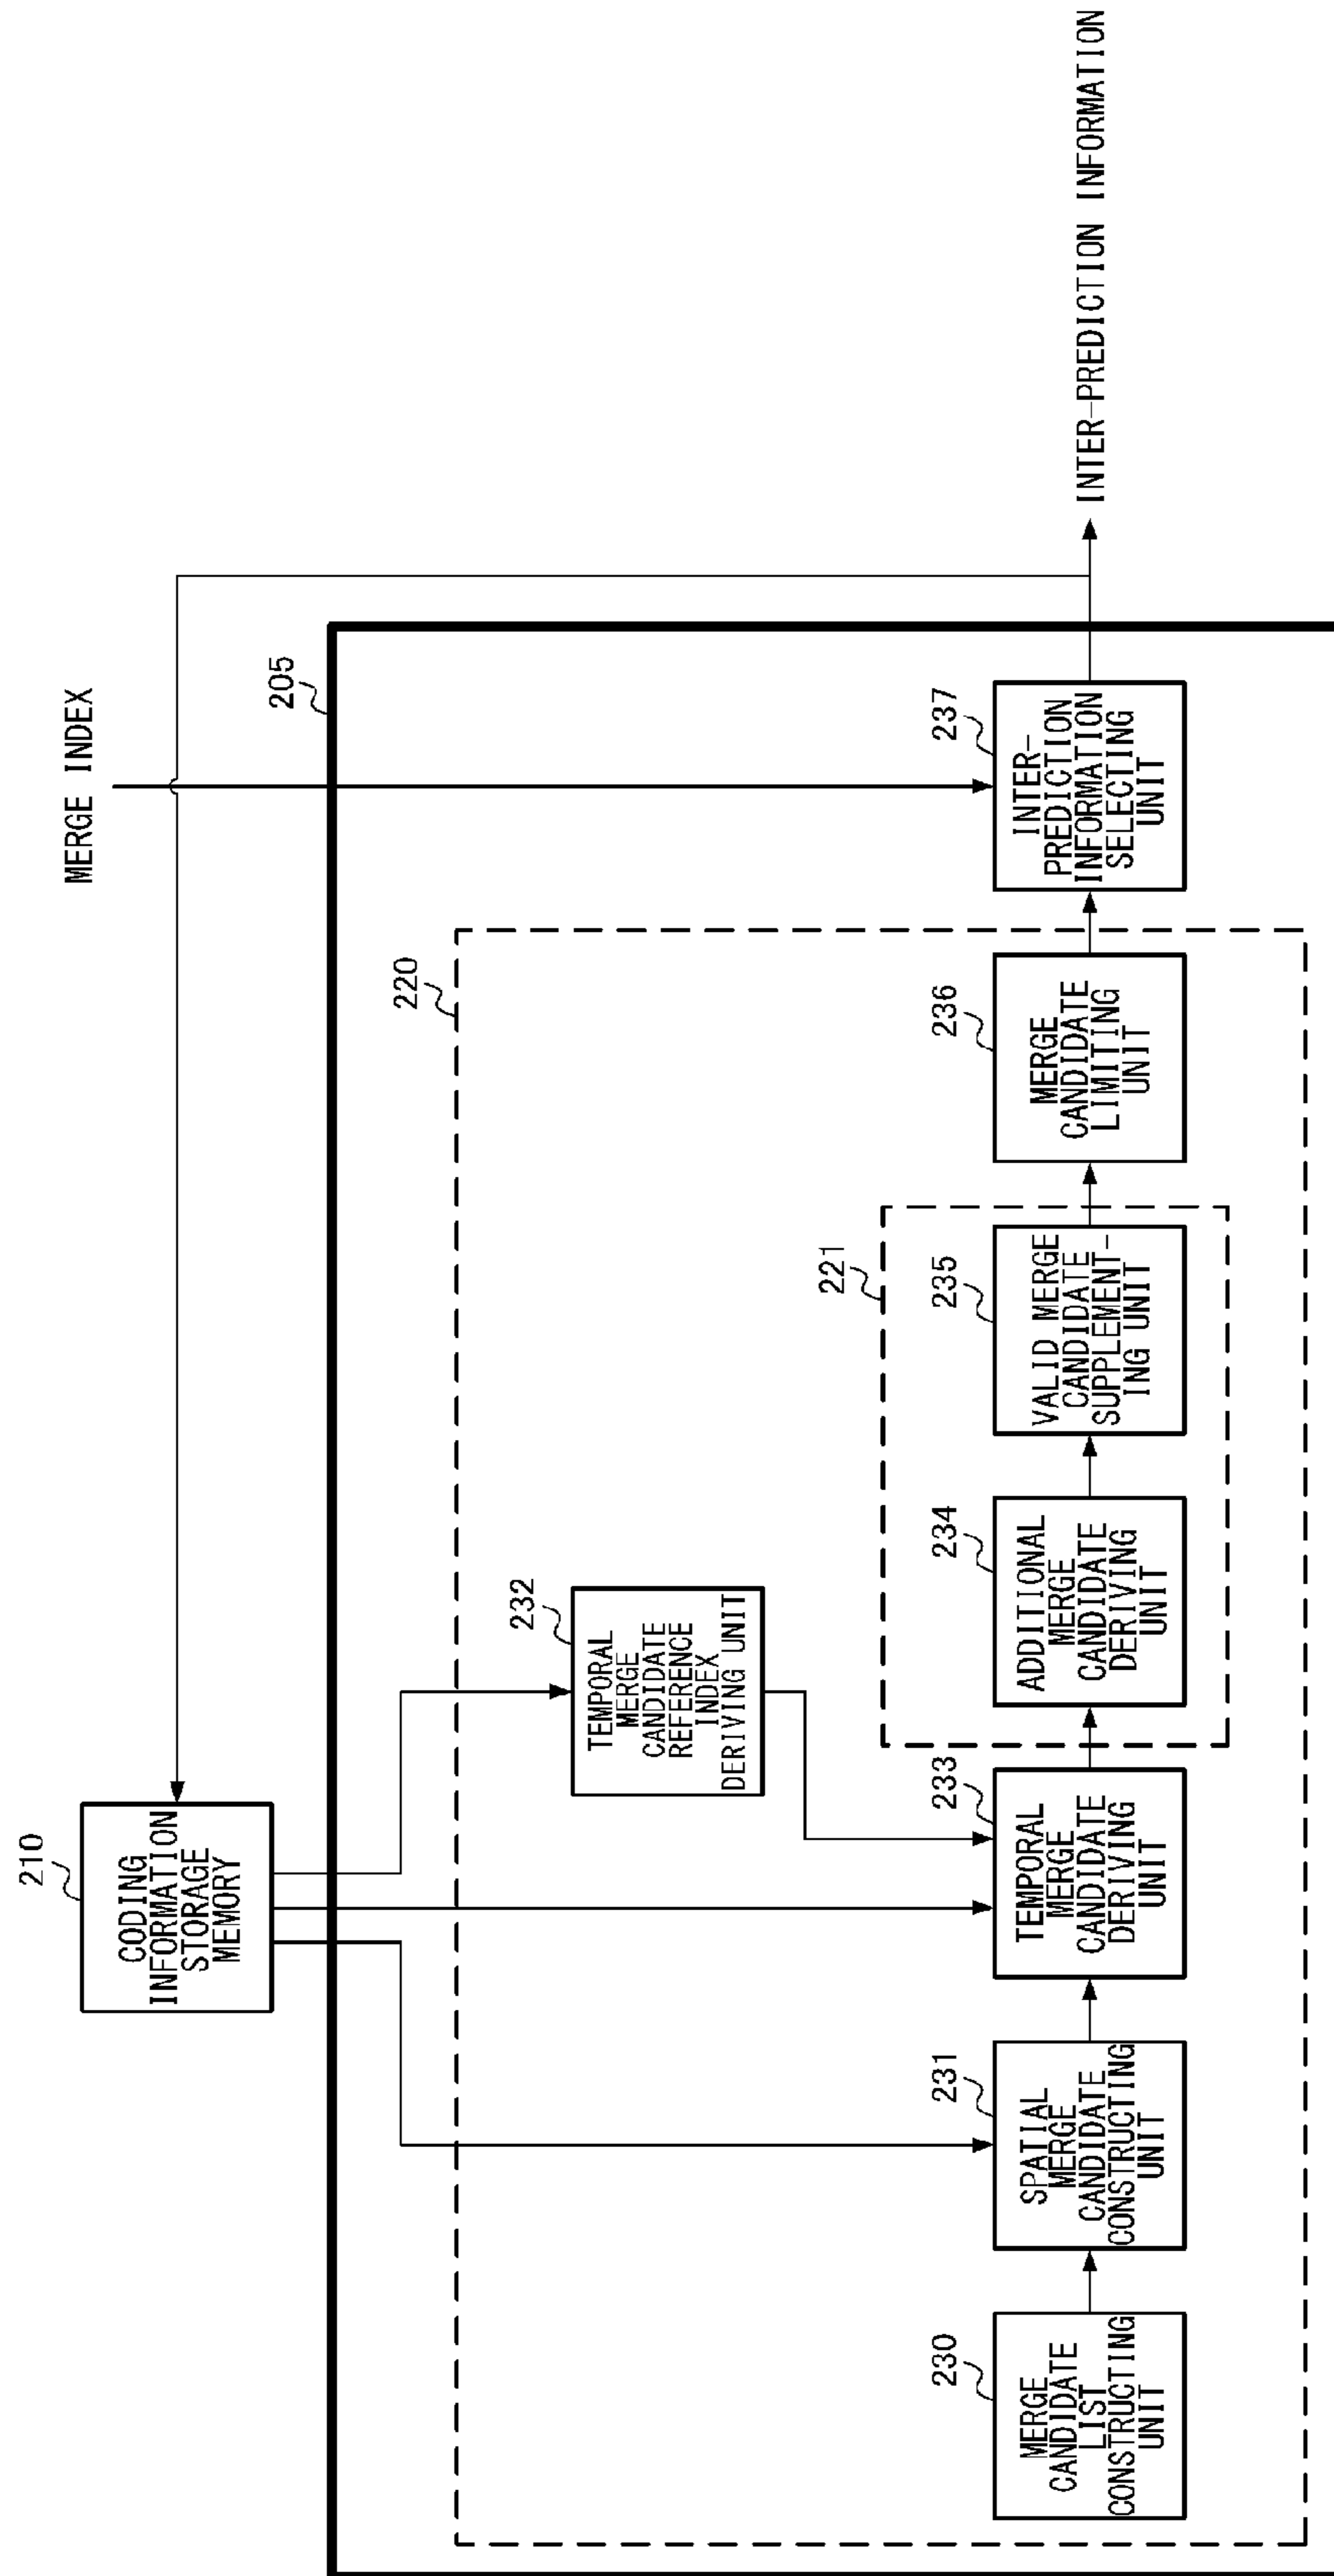 MERGE INDEX
210
CODING
INFORMATION
STORAGE
MEMORY
205
220
232
TEMPORAL
MERGE
CANDIDATE
REFERENCE
INDEX
DERIVING UNIT
221
230
MERGE
CANDIDATE
LIST
CONSTRUCTING
UNIT
231
SPATIAL
MERGE
CANDIDATE
CONSTRUCTING
UNIT
233
TEMPORAL
MERGE
CANDIDATE
DERIVING
UNIT
234
ADDITIONAL
MERGE
CANDIDATE
DERIVING
UNIT
235
VALID MERGE
CANDIDATE
SUPPLEMENT-
ING UNIT
236
MERGE
CANDIDATE
LIMITING
UNIT
237
INTER-
PREDICTION
INFORMATION
SELECTING
UNIT
INTER-PREDICTION INFORMATION